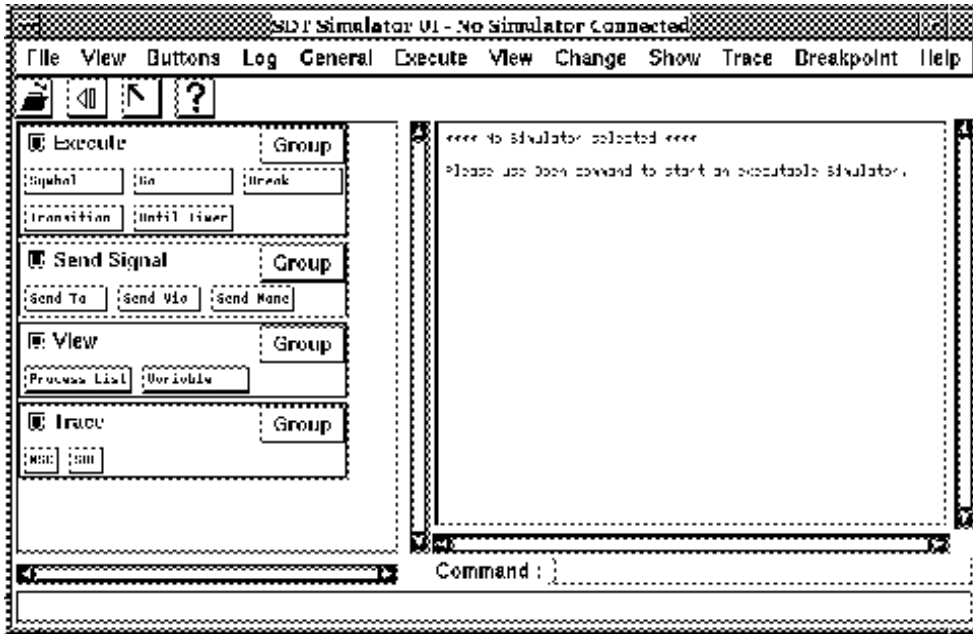 SDT Simulator UI - No Simulator Connected
File View Buttons Log General Execute View Change Show Trace Breakpoint Help
?
Execute Group
Symbol Go Break
Transition Until Timer
Send Signal Group
Send To Send Via Send None
View Group
Process List Variable
Trace Group
MSC SDL
**** No Simulator selected ****
Please use Open command to start an executable Simulator.
Command :